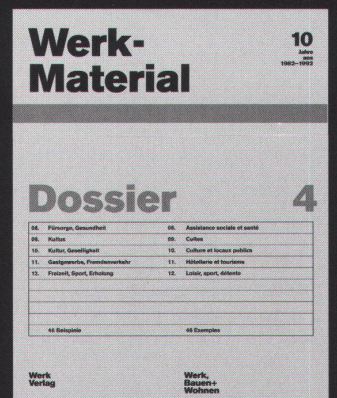 Werk-
Material
10
Jahre
ans
1982–1992
Dossier 4
08. Fürsorge, Gesundheit 08. Assistance sociale et santé
09. Kultus 09. Cultes
10. Kultur, Geselligkeit 10. Culture et locaux publics
11. Gastgewerbe, Fremdenverkehr 11. Hôtellerie et tourisme
12. Freizeit, Sport, Erholung 12. Loisir, sport, détente
46 Beispiele 46 Exemples
Werk Werk,
Verlag Bauen+
Wohnen